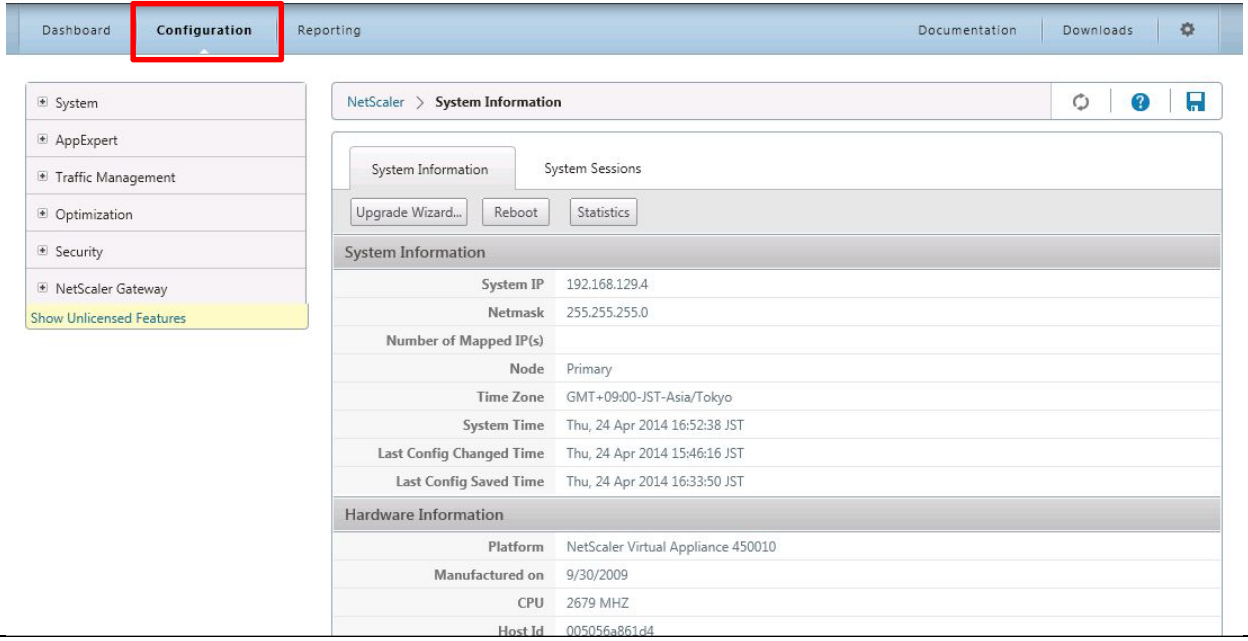 Dashboard Configuration Reporting Documentation Downloads
System
AppExpert
Traffic Management
Optimization
Security
NetScaler Gateway
Show Unlicensed Features
NetScaler > System Information
System Information System Sessions
Upgrade Wizard... Reboot Statistics
System Information
System IP 192.168.129.4
Netmask 255.255.255.0
Number of Mapped IP(s)
Node Primary
Time Zone GMT+09:00-JST-Asia/Tokyo
System Time Thu, 24 Apr 2014 16:52:38 JST
Last Config Changed Time Thu, 24 Apr 2014 15:46:16 JST
Last Config Saved Time Thu, 24 Apr 2014 16:33:50 JST
Hardware Information
Platform NetScaler Virtual Appliance 450010
Manufactured on 9/30/2009
CPU 2679 MHZ
Host Id 005056a861d4